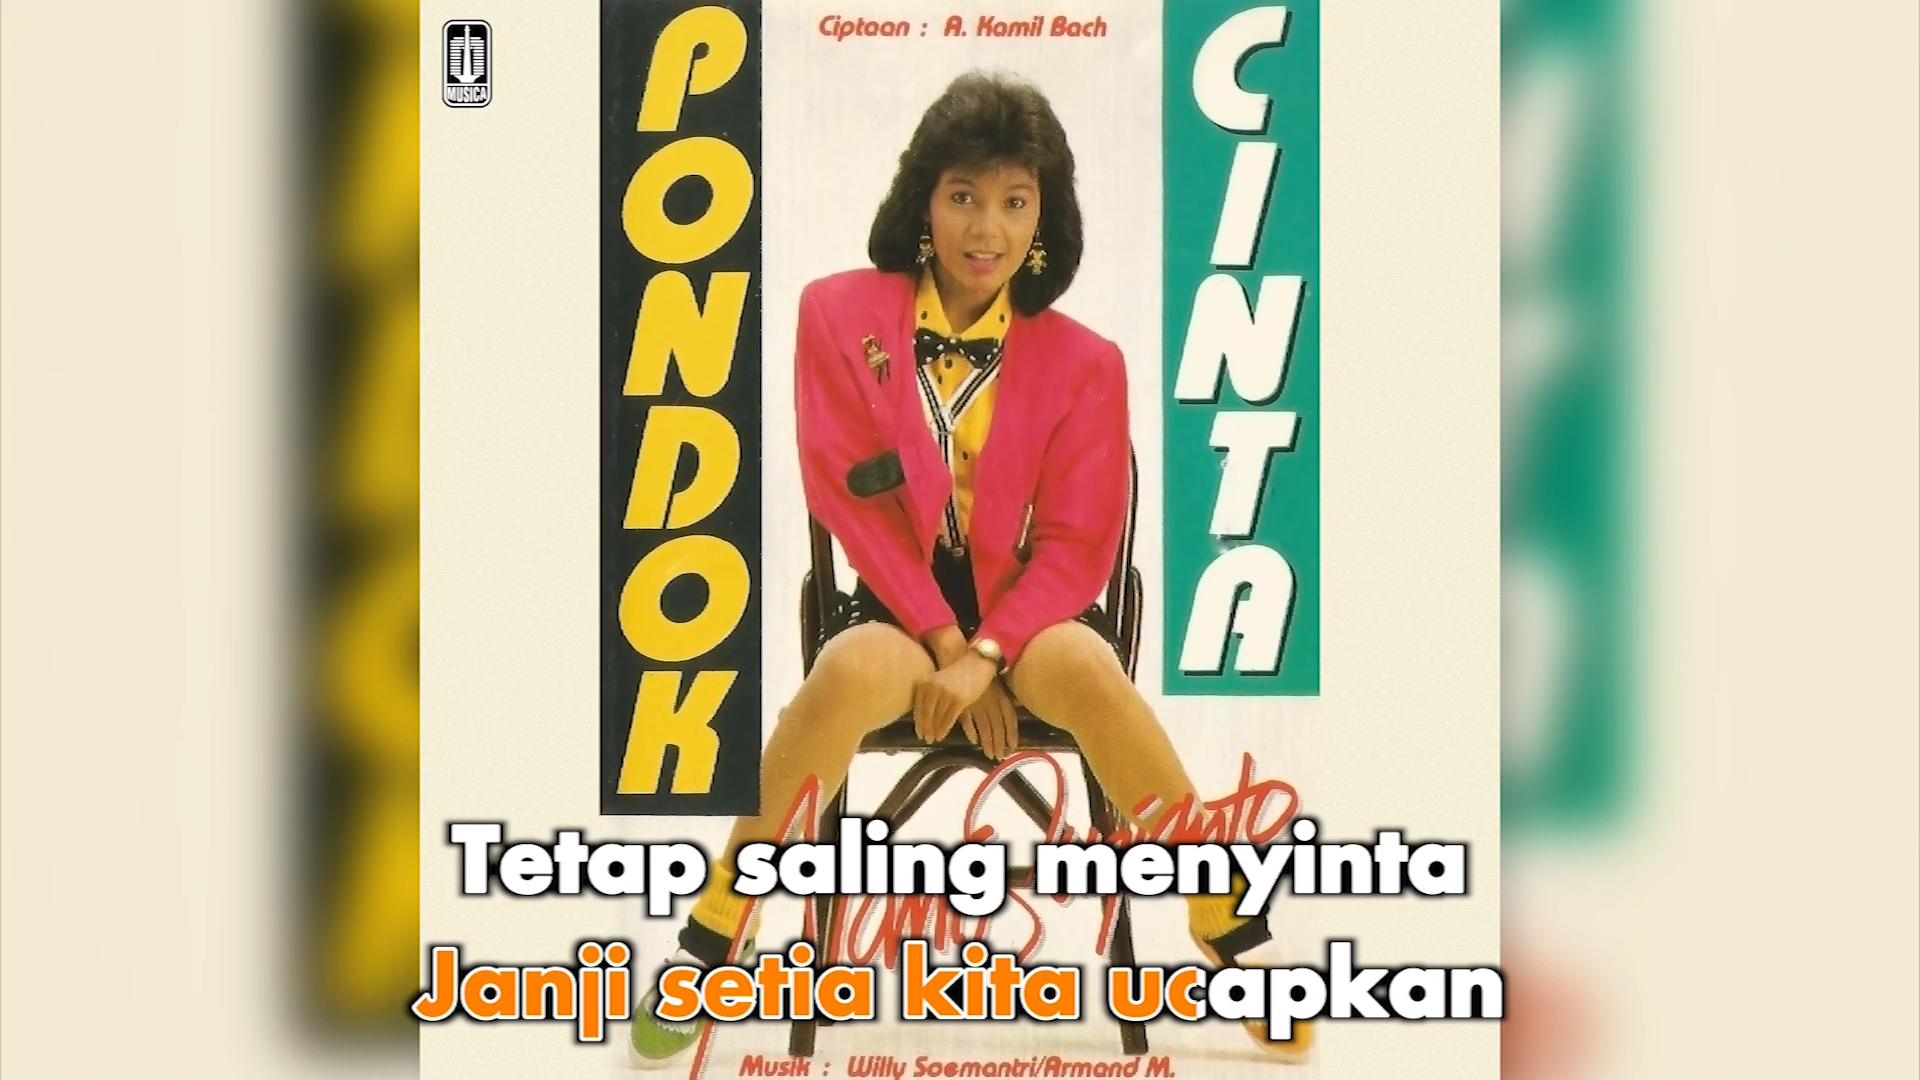 Ciptaan : A. Kamil Bach
MUSICA
PONDOK
CINTA
Tetap saling menyinta
Janji setia kita ucapkan
Musik : Willy Soemantri/Armand M.